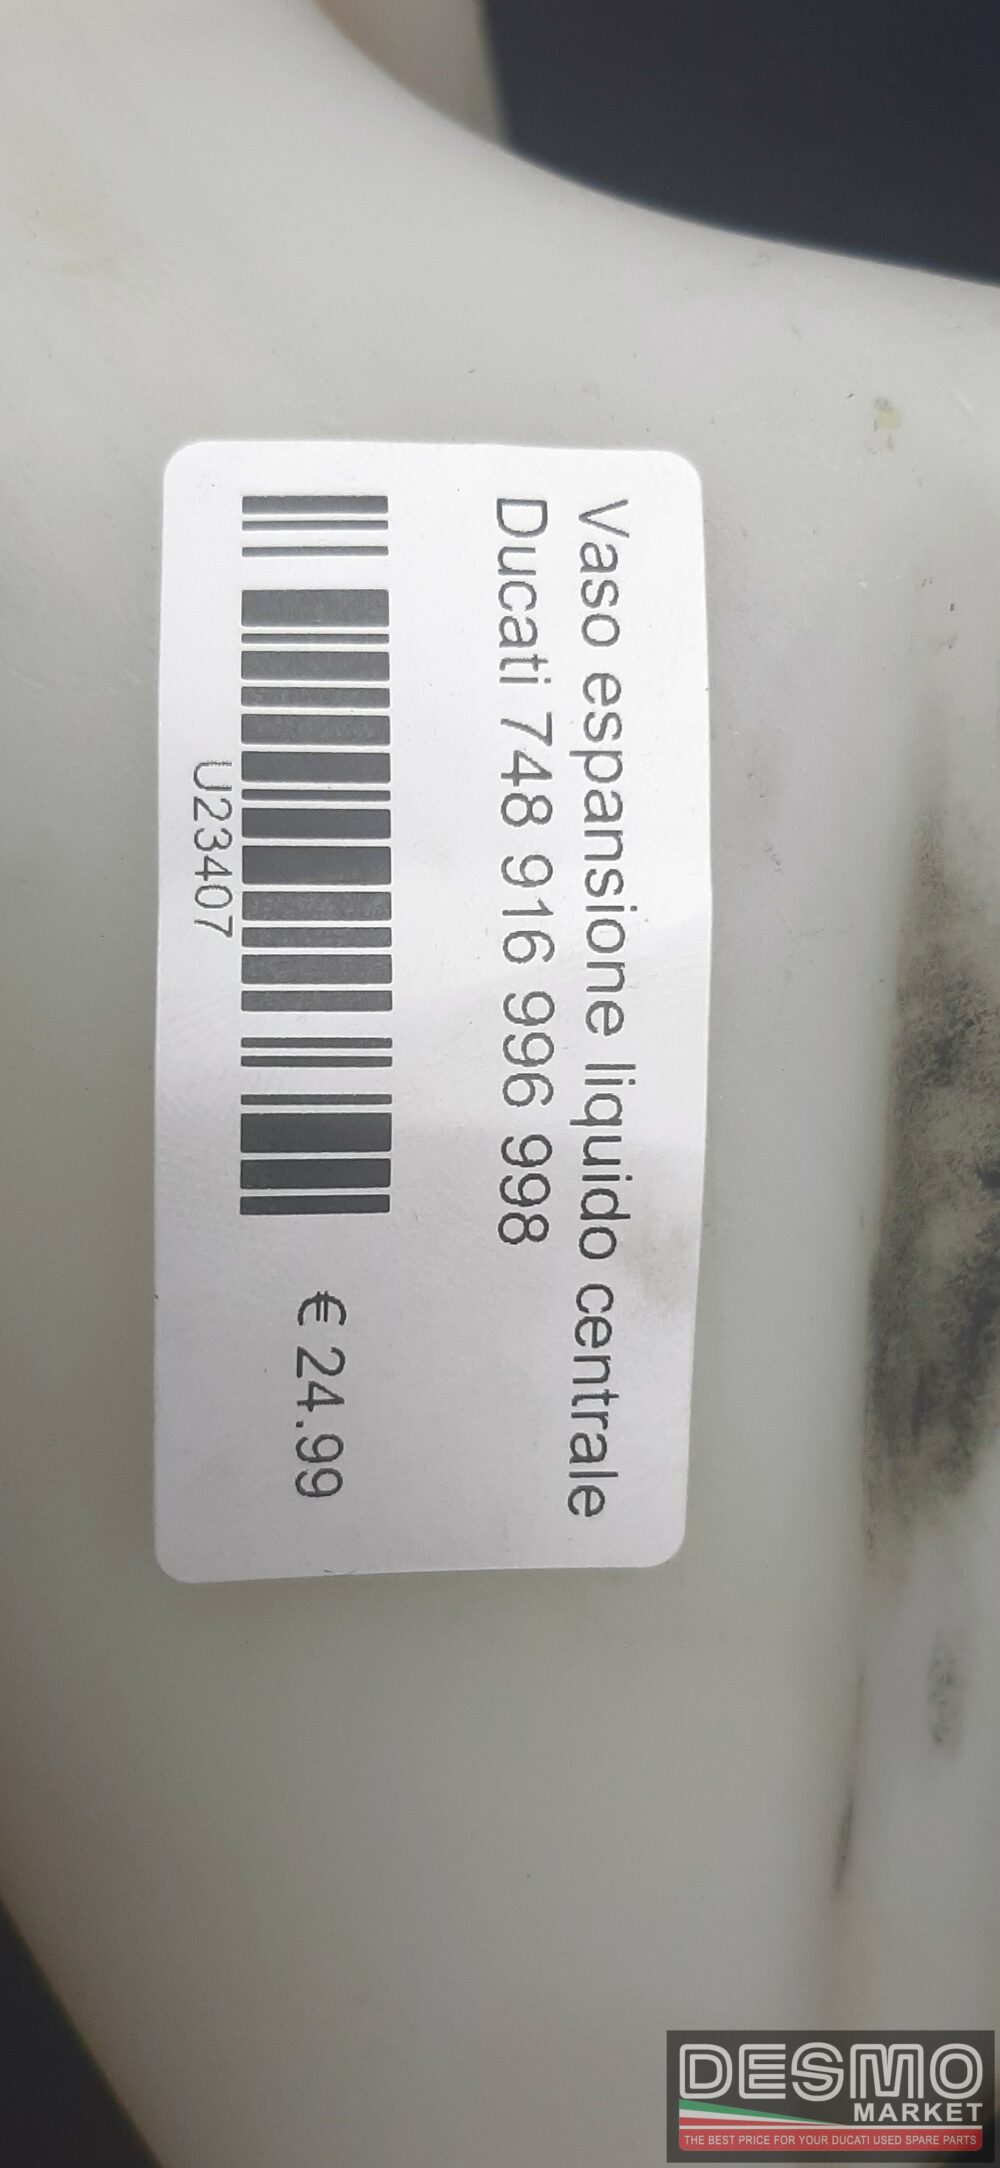 Vaso espansione liquido centrale
Ducati 748 916 996 998
€ 24.99
U23407
DESMO
MARKET
THE BEST PRICE FOR YOUR DUCATI USED SPARE PARTS